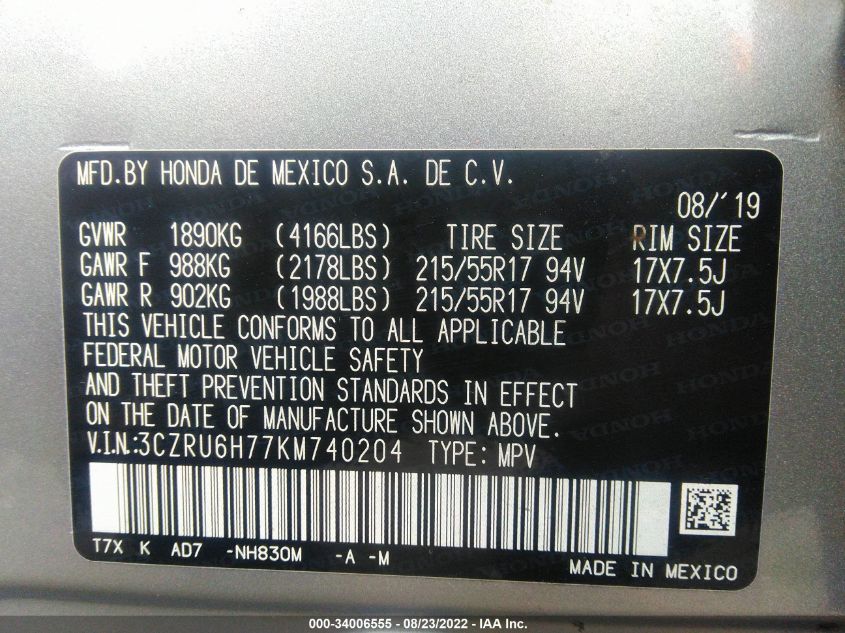 MFD.BY HONDA DE MEXICO S.A. DE C.V.
08/'19
GVWR 1890KG (4166LBS) TIRE SIZE RIM SIZE
GAWR F 988KG (2178LBS) 215/55R17 94V 17X7.5J
GAWR R 902KG (1988LBS) 215/55R17 94V 17X7.5J
THIS VEHICLE CONFORMS TO ALL APPLICABLE
FEDERAL MOTOR VEHICLE SAFETY
AND THEFT PREVENTION STANDARDS IN EFFECT
ON THE DATE OF MANUFACTURE SHOWN ABOVE.
V.I.N.:3CZRU6H77KM740204 TYPE: MPV
T7X K AD7 -NH830M -A -M
MADE IN MEXICO
000-34006555 - 08/23/2022 - IAA Inc.